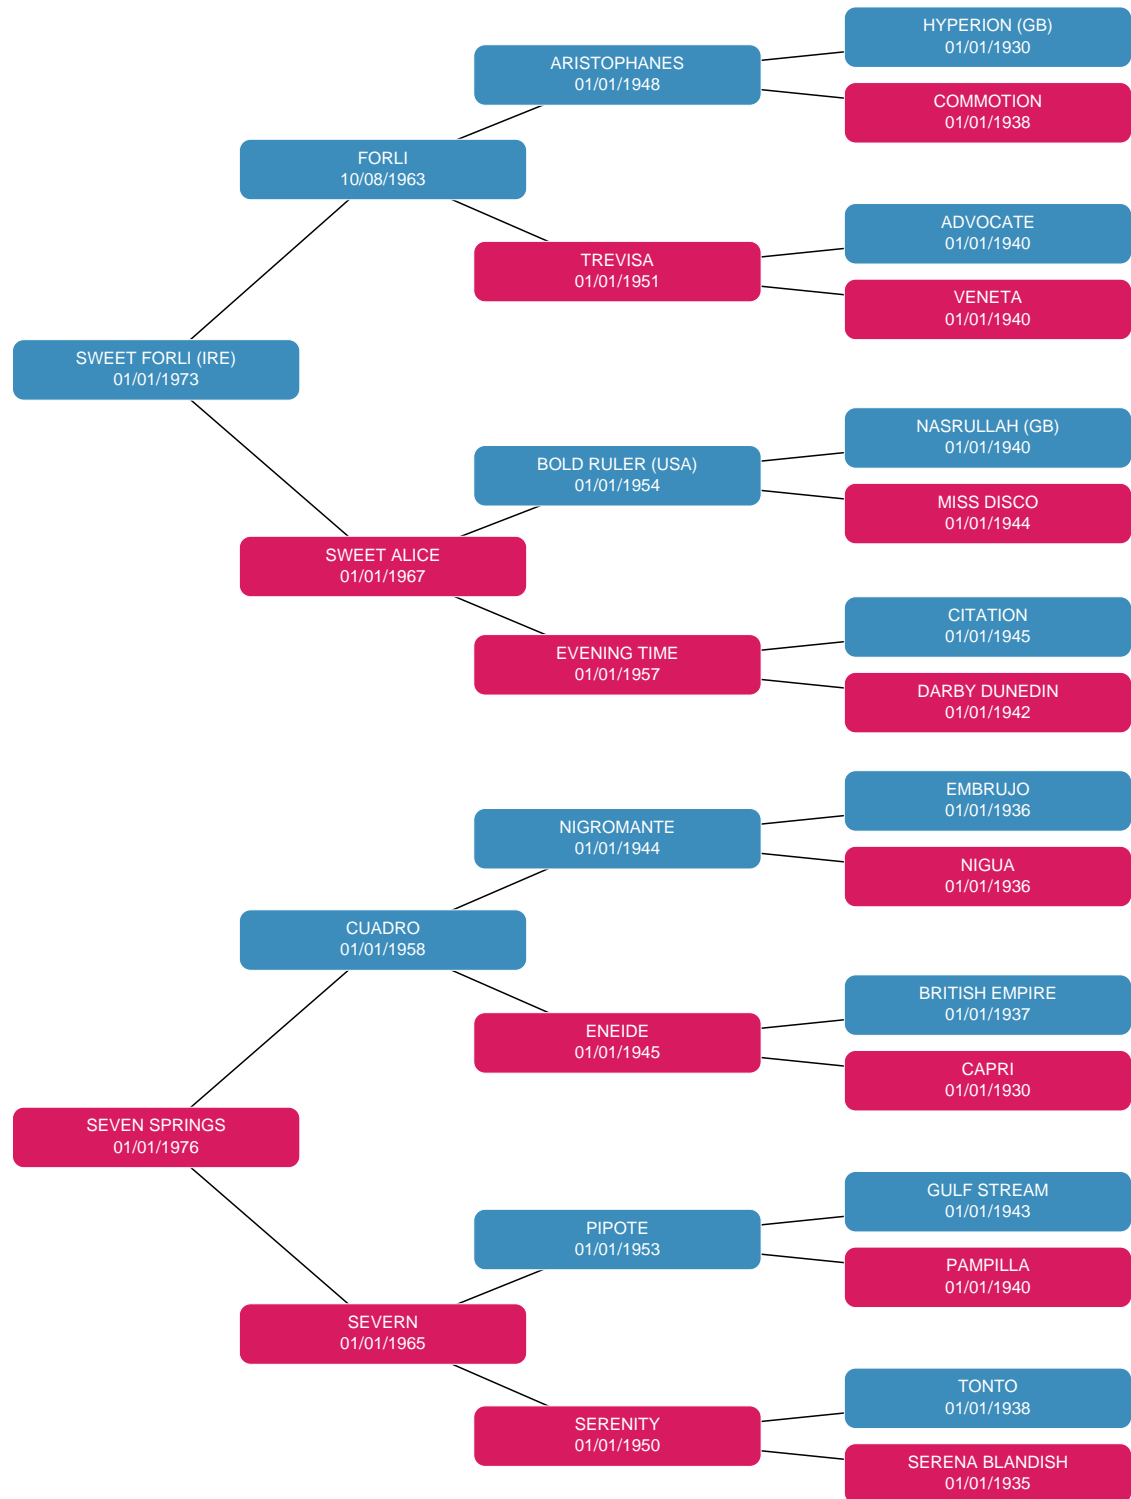 HYPERION (GB)
01/01/1930
ARISTOPHANES
01/01/1948
COMMOTION
01/01/1938
FORLI
10/08/1963
ADVOCATE
01/01/1940
TREVISA
01/01/1951
VENETA
01/01/1940
SWEET FORLI (IRE)
01/01/1973
NASRULLAH (GB)
01/01/1940
BOLD RULER (USA)
01/01/1954
MISS DISCO
01/01/1944
SWEET ALICE
01/01/1967
CITATION
01/01/1945
EVENING TIME
01/01/1957
DARBY DUNEDIN
01/01/1942
EMBRUJO
01/01/1936
NIGROMANTE
01/01/1944
NIGUA
01/01/1936
CUADRO
01/01/1958
BRITISH EMPIRE
01/01/1937
ENEIDE
01/01/1945
CAPRI
01/01/1930
SEVEN SPRINGS
01/01/1976
GULF STREAM
01/01/1943
PIPOTE
01/01/1953
PAMPILLA
01/01/1940
SEVERN
01/01/1965
TONTO
01/01/1938
SERENITY
01/01/1950
SERENA BLANDISH
01/01/1935